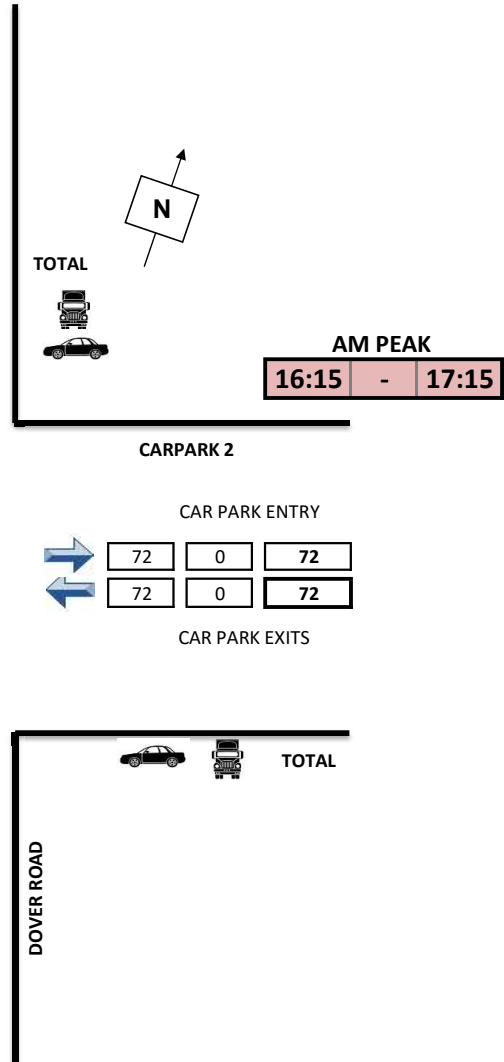 N
TOTAL
AM PEAK
16:15 - 17:15
CARPARK 2
CAR PARK ENTRY
72 0 72
72 0 72
CAR PARK EXITS
TOTAL
DOVER ROAD